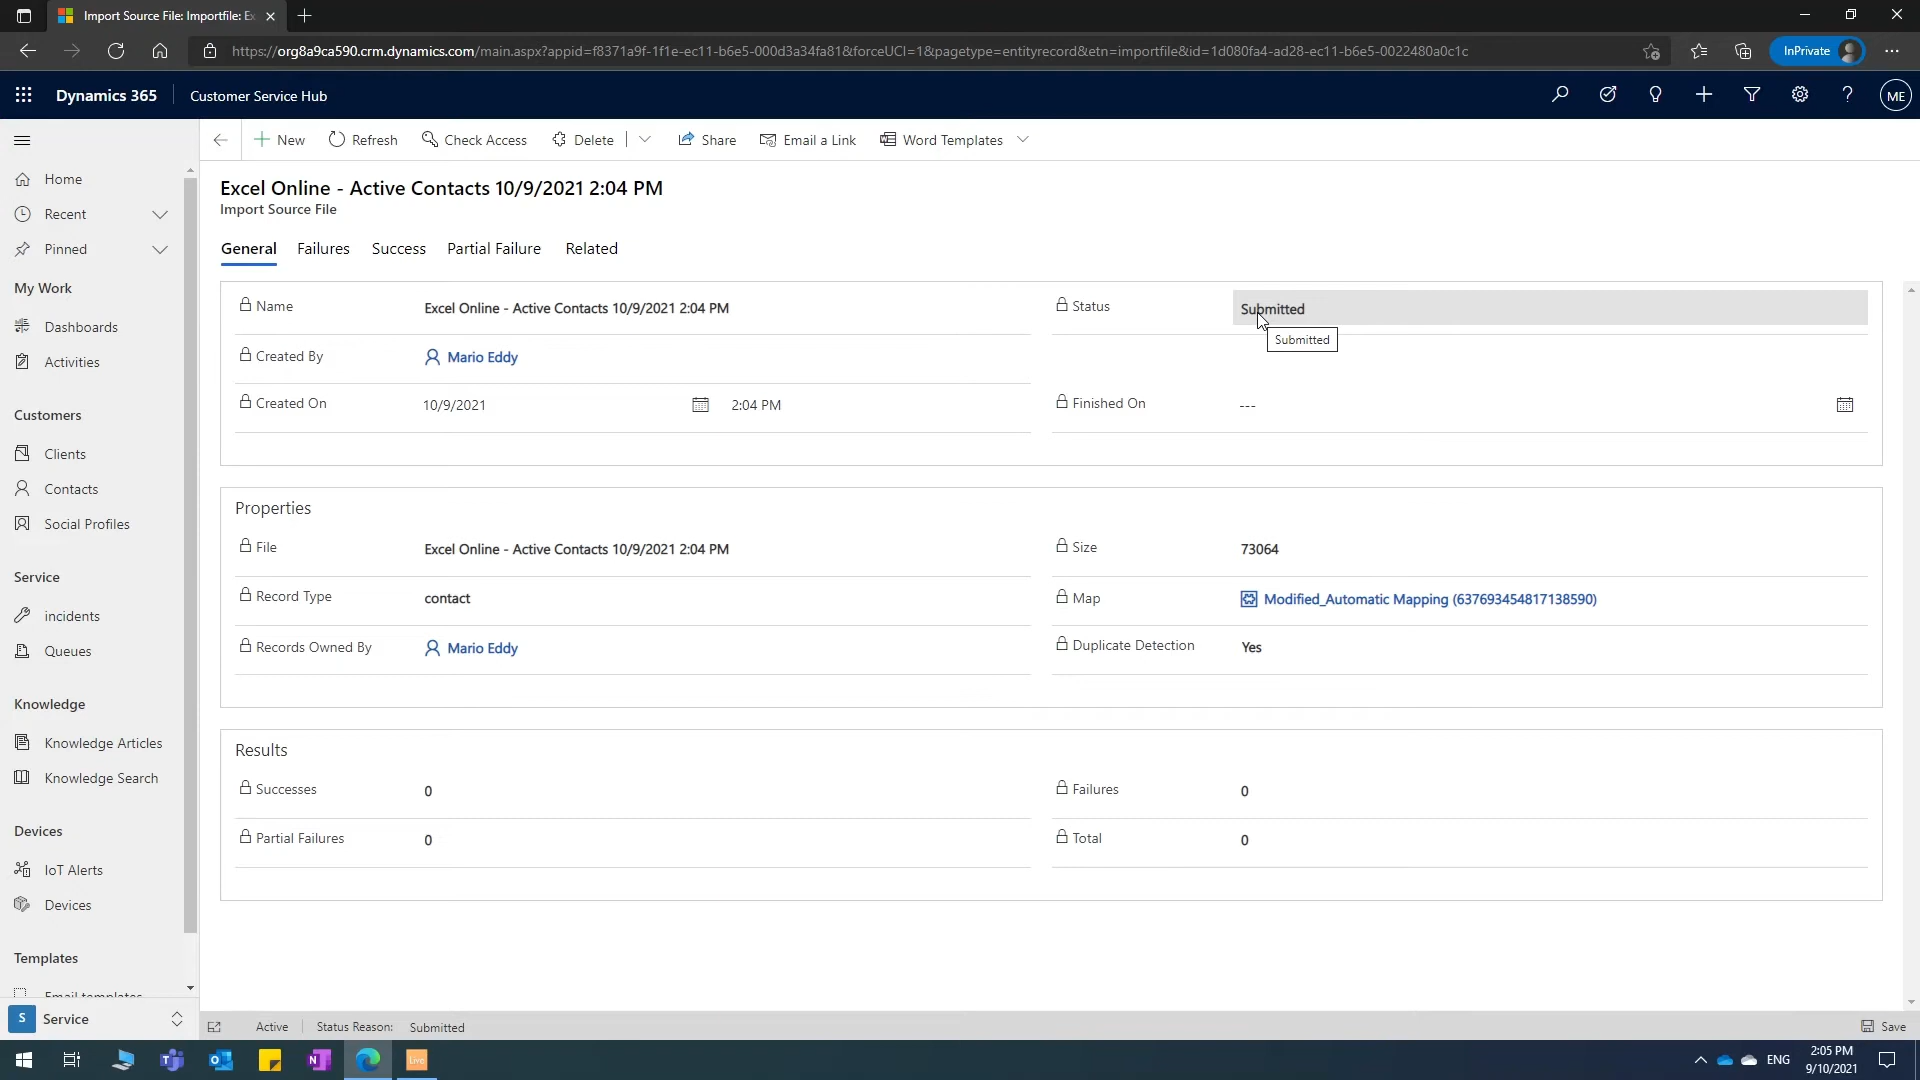 Import Source File: Importfile: Ex
https://org8a9ca590.crm.dynamics.com/main.aspx?appid=f8371a9f-1f1e-ec11-b6e5-000d3a34fa81&forceUCI=1&pagetype=entityrecord&etn=importfile&id=1d080fa4-ad28-ec11-b6e5-0022480a0c1c
InPrivate
Dynamics 365
Customer Service Hub
ME
New
Refresh
Check Access
Delete
Share
Email a Link
Word Templates
Home
Recent
Pinned
My Work
Dashboards
Activities
Customers
Clients
Contacts
Social Profiles
Service
incidents
Queues
Knowledge
Knowledge Articles
Knowledge Search
Devices
IoT Alerts
Devices
Templates
Email templates
S Service
Excel Online - Active Contacts 10/9/2021 2:04 PM
Import Source File
General Failures Success Partial Failure Related
Name Excel Online - Active Contacts 10/9/2021 2:04 PM
Status Submitted
Submitted
Created By Mario Eddy
Created On 10/9/2021 2:04 PM
Finished On ---
Properties
File Excel Online - Active Contacts 10/9/2021 2:04 PM
Size 73064
Record Type contact
Map Modified_Automatic Mapping (637693454817138590)
Records Owned By Mario Eddy
Duplicate Detection Yes
Results
Successes 0
Failures 0
Partial Failures 0
Total 0
Active Status Reason: Submitted
Save
Live
ENG
2:05 PM
9/10/2021